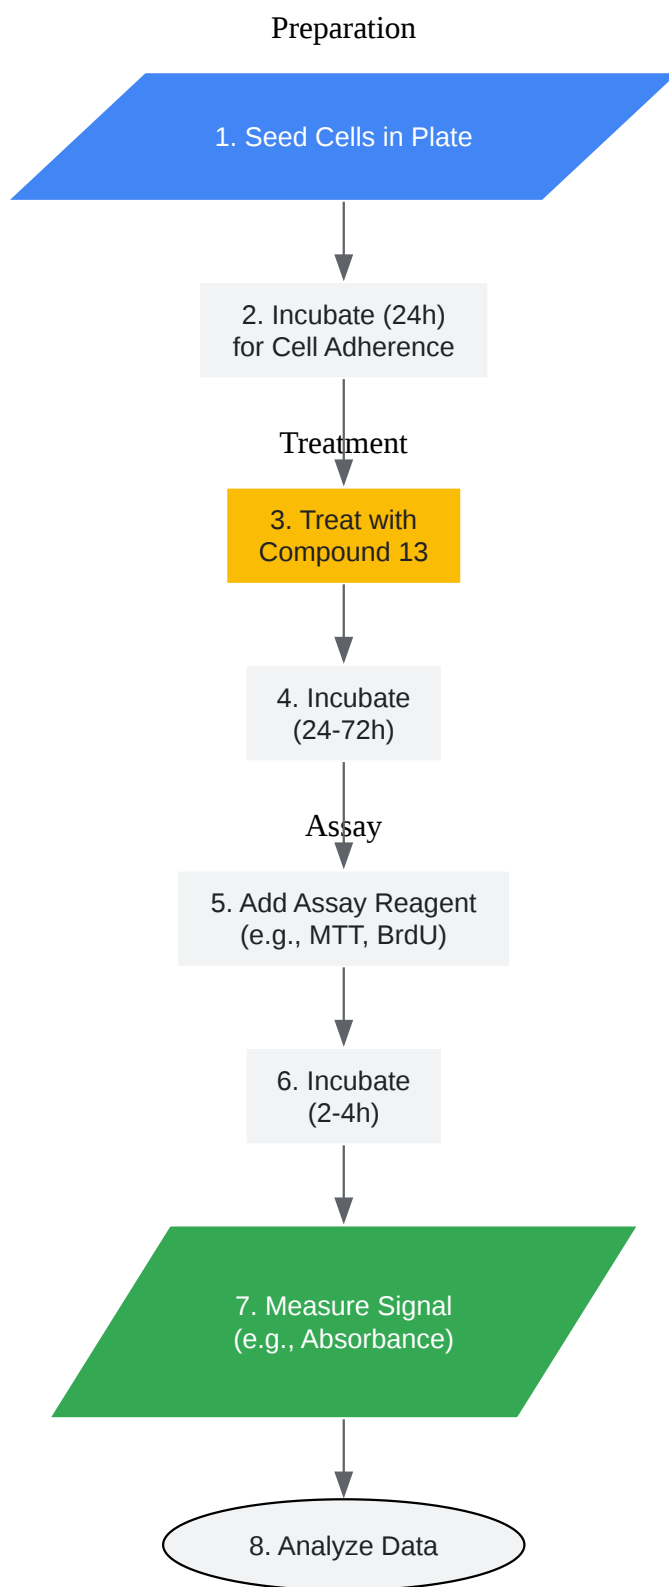 Preparation
1. Seed Cells in Plate
2. Incubate (24h)
for Cell Adherence
Treatment
3. Treat with
Compound 13
4. Incubate
(24-72h)
Assay
5. Add Assay Reagent
(e.g., MTT, BrdU)
6. Incubate
(2-4h)
7. Measure Signal
(e.g., Absorbance)
8. Analyze Data